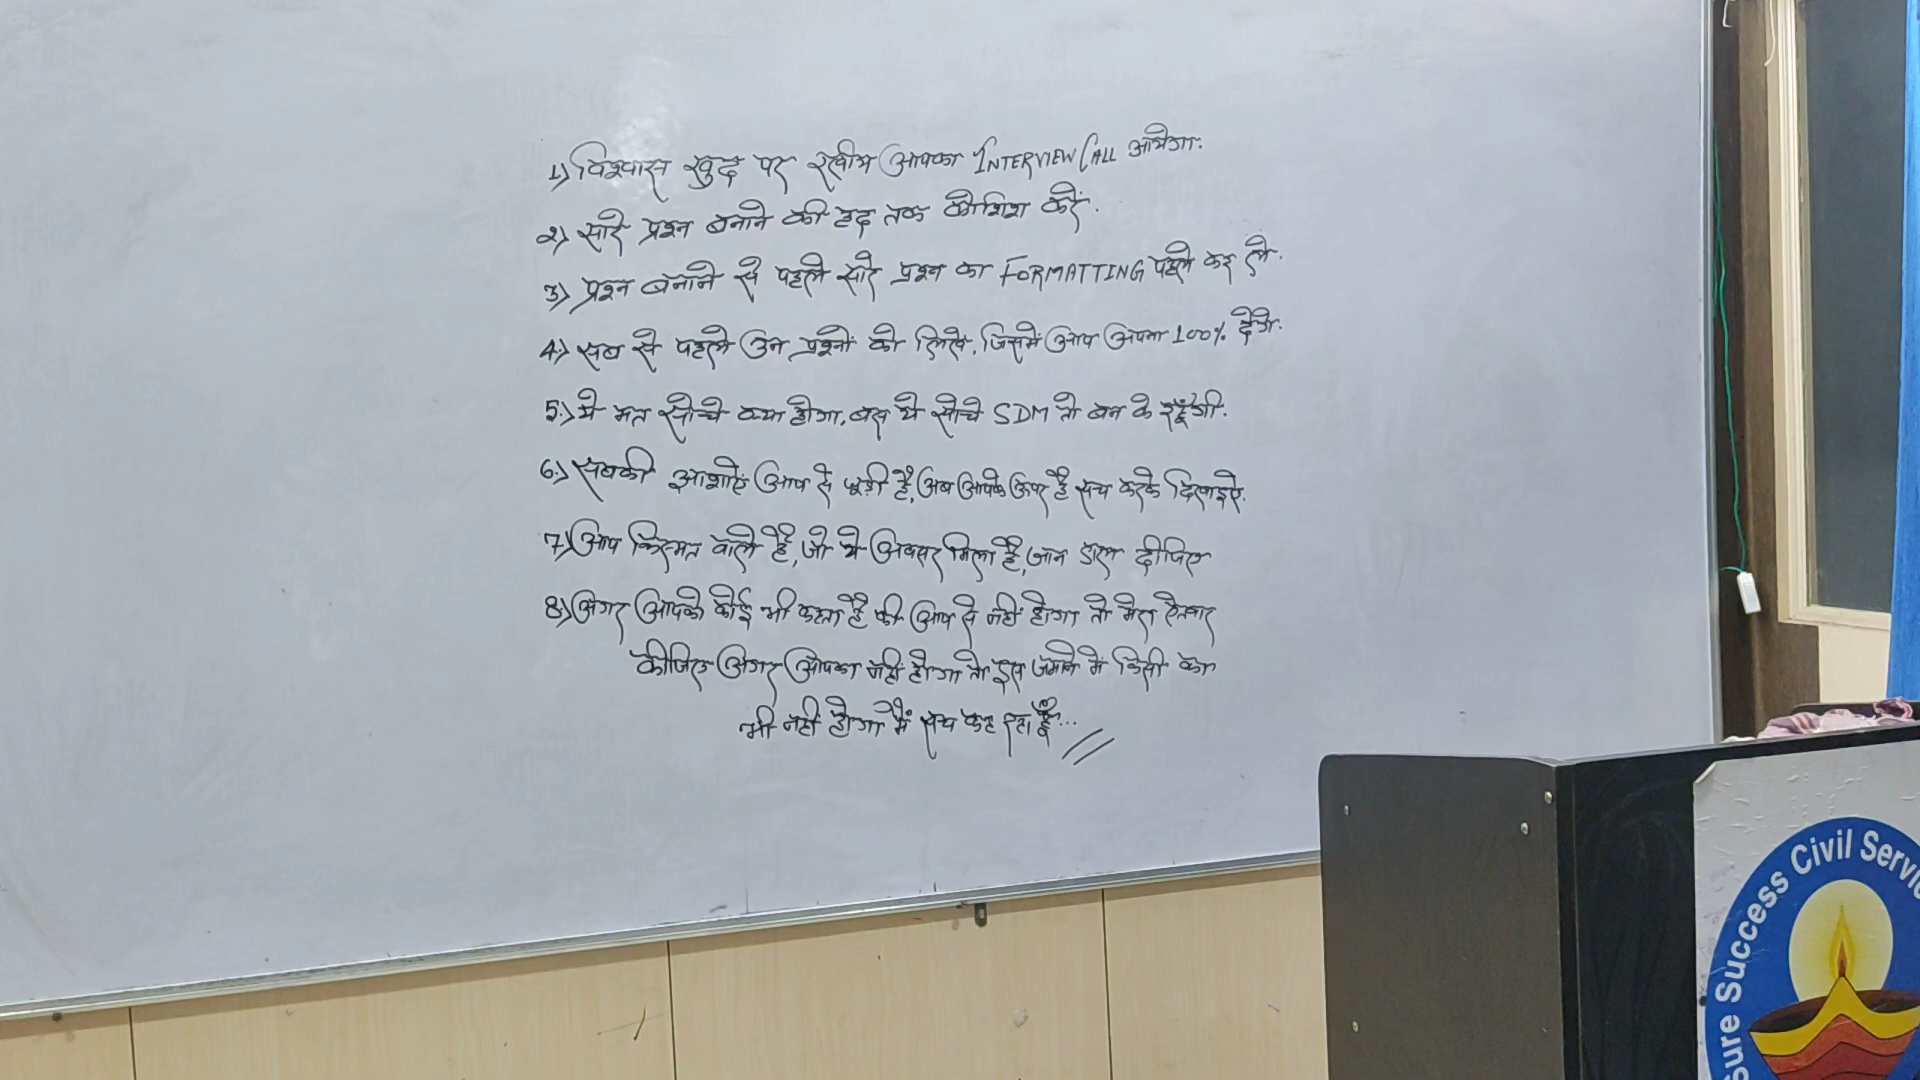 1) विश्वास खुद पर रखीये आपका INTERVIEW CALL आयेगा.
2) सारे प्रश्न बनाने की हद तक कोशिश करें.
3) प्रश्न बनाने से पहले सारे प्रश्न का FORMATTING पहले कर ले.
4) सब से पहले उन प्रश्नों को लिखे, जिसमें आप अपना 100% देंगे.
5) ये मत सोचे क्या होगा, बस ये सोचे SDM तो बन के रहूँगी.
6) सबकी आशाएं आप से जुड़ी है, अब आपके ऊपर है सच करके दिखाइऐ.
7) आप किस्मत वाले है, जो ये अवसर मिला है, जान डाल दीजिए
8) अगर आपको कोई भी कहता है की आप से नहीं होगा तो मेरा ऐतबार
कीजिए अगर आपका नहीं होगा तो इस जमाने में किसी का
भी नहीं होगा मैं सच कह रहा हूँ...
Sure Success Civil Servic